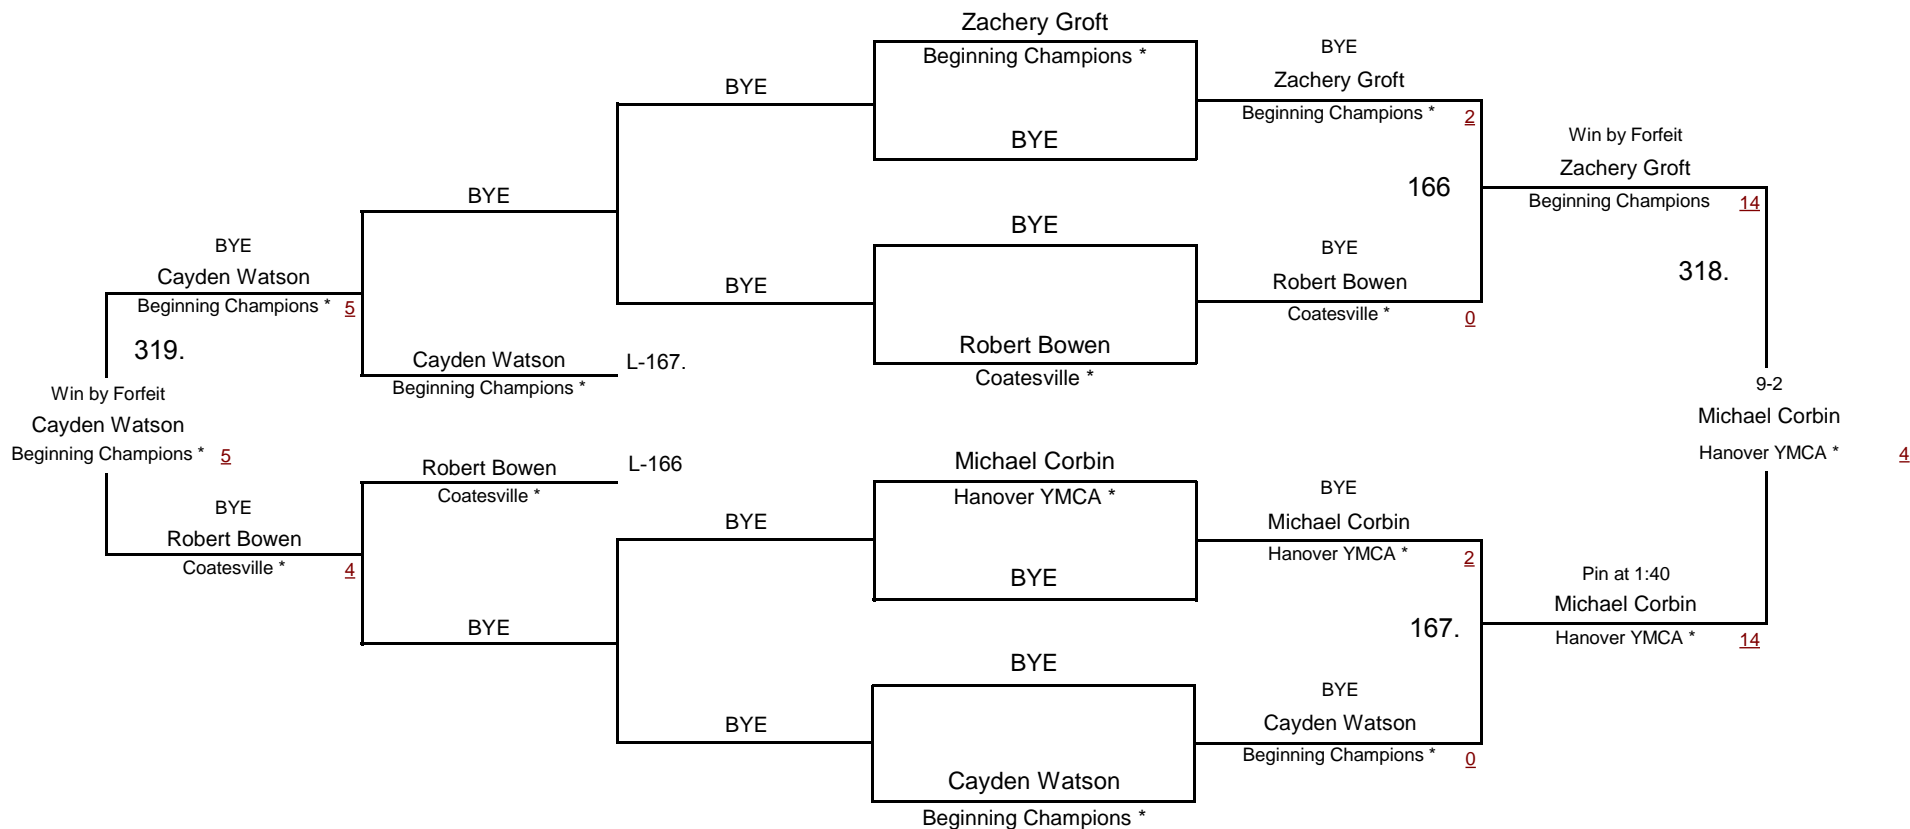 Zachery Groft
Beginning Champions *
BYE
BYE
Zachery Groft
Beginning Champions * 2
BYE
Win by Forfeit
Zachery Groft
Beginning Champions 14
166
BYE
BYE
BYE
BYE
Robert Bowen
Coatesville * 0
318.
BYE
Cayden Watson
Beginning Champions * 5
BYE
Robert Bowen
Coatesville *
319.
Cayden Watson L-167.
Beginning Champions *
Win by Forfeit
Cayden Watson
Beginning Champions * 5
9-2
Michael Corbin
Hanover YMCA * 4
Robert Bowen L-166
Coatesville *
Michael Corbin
Hanover YMCA *
BYE
BYE
Michael Corbin
Hanover YMCA * 2
BYE
BYE
Robert Bowen
Coatesville * 4
Pin at 1:40
Michael Corbin
Hanover YMCA * 14
BYE
167.
BYE
BYE
BYE
Cayden Watson
Beginning Champions * 0
Cayden Watson
Beginning Champions *